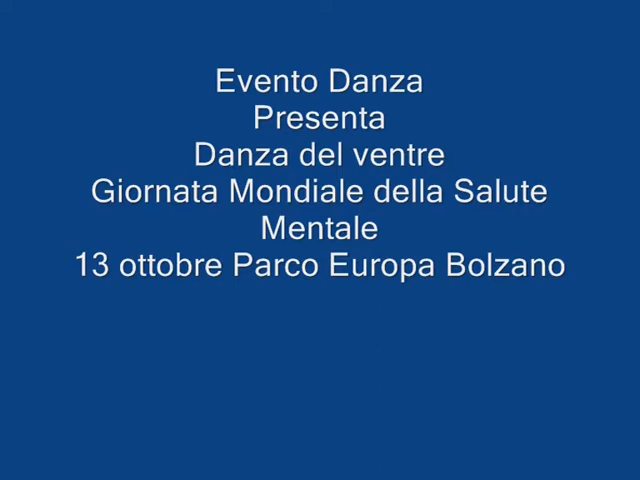 Evento Danza
Presenta
Danza del ventre
Giornata Mondiale della Salute
Mentale
13 ottobre Parco Europa Bolzano